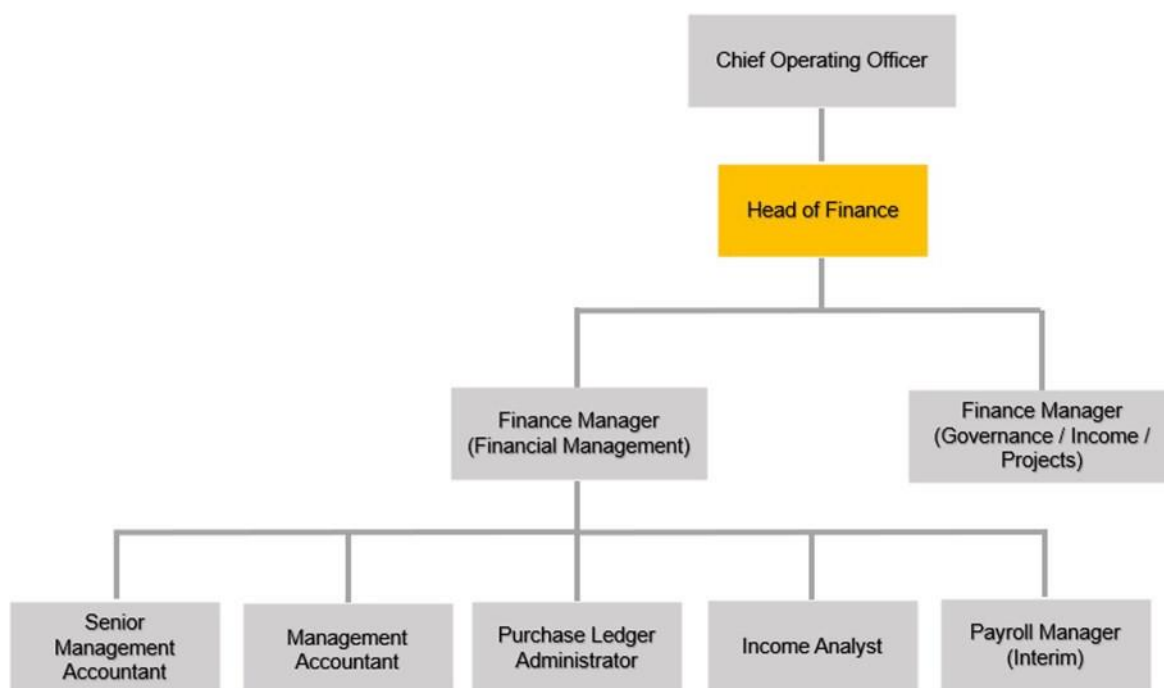 Chief Operating Officer
Head of Finance
Finance Manager
(Financial Management)
Finance Manager
(Governance / Income /
Projects)
Senior
Management
Accountant
Management
Accountant
Purchase Ledger
Administrator
Income Analyst
Payroll Manager
(Interim)